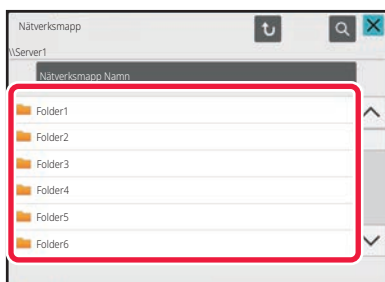 Nätverksmapp
\\Server1
Nätverksmapp Namn
Folder1
Folder2
Folder3
Folder4
Folder5
Folder6